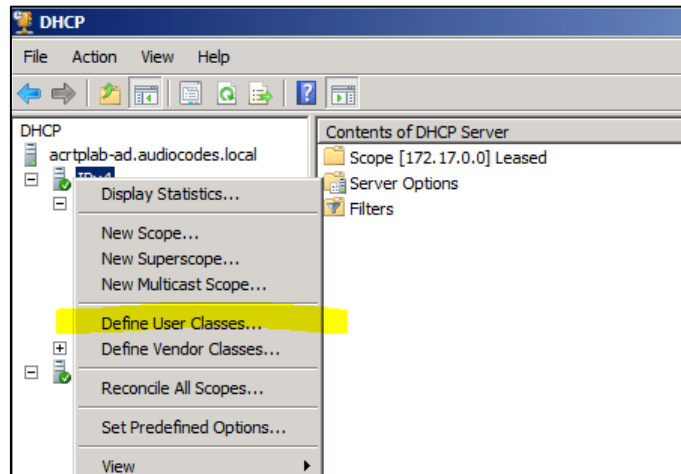 DHCP
File Action View Help
DHCP
acrtplab-ad.audiocodes.local
IPv4
Contents of DHCP Server
Scope [172.17.0.0] Leased
Server Options
Filters
Display Statistics...
New Scope...
New Superscope...
New Multicast Scope...
Define User Classes...
Define Vendor Classes...
Reconcile All Scopes...
Set Predefined Options...
View